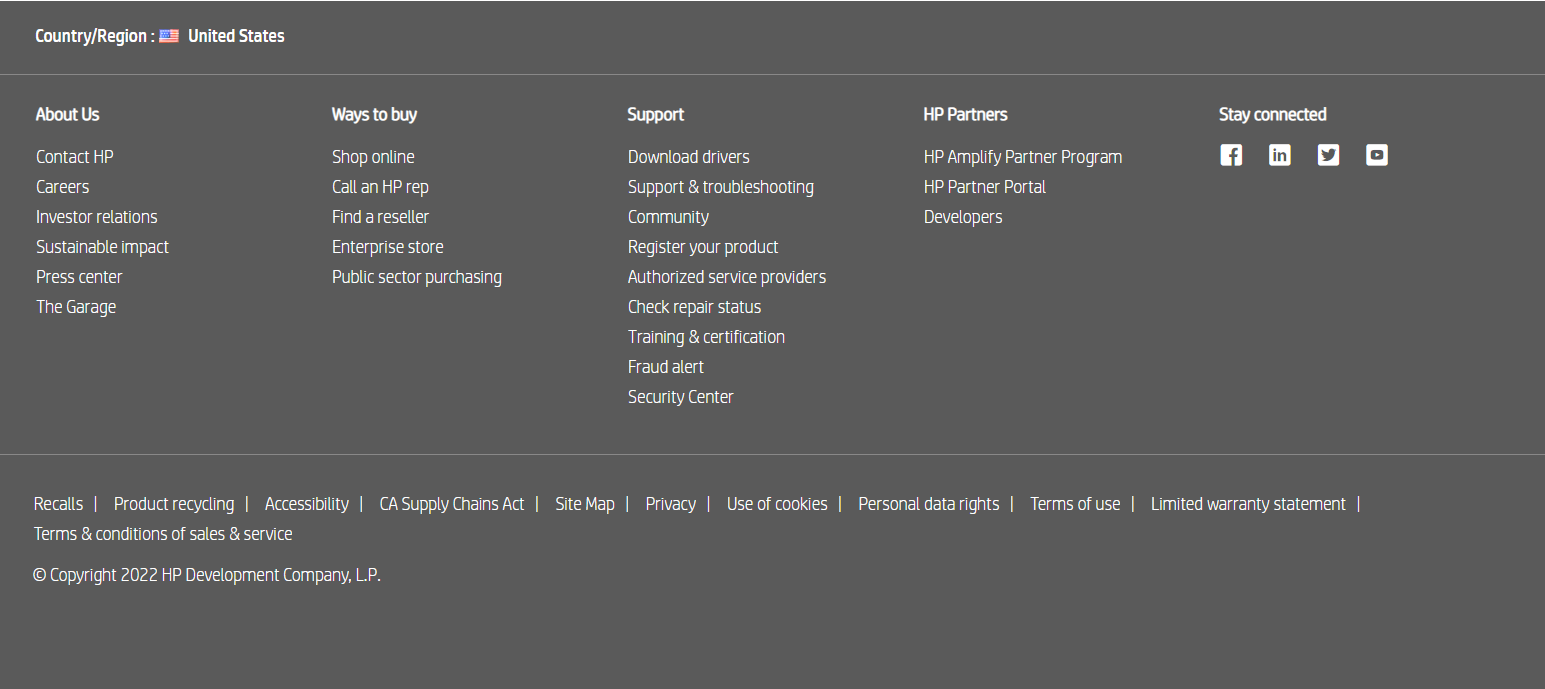 Country/Region : United States
About Us
Contact HP
Careers
Investor relations
Sustainable impact
Press center
The Garage
Ways to buy
Shop online
Call an HP rep
Find a reseller
Enterprise store
Public sector purchasing
Support
Download drivers
Support & troubleshooting
Community
Register your product
Authorized service providers
Check repair status
Training & certification
Fraud alert
Security Center
HP Partners
HP Amplify Partner Program
HP Partner Portal
Developers
Stay connected
Recalls | Product recycling | Accessibility | CA Supply Chains Act | Site Map | Privacy | Use of cookies | Personal data rights | Terms of use | Limited warranty statement |
Terms & conditions of sales & service
© Copyright 2022 HP Development Company, L.P.